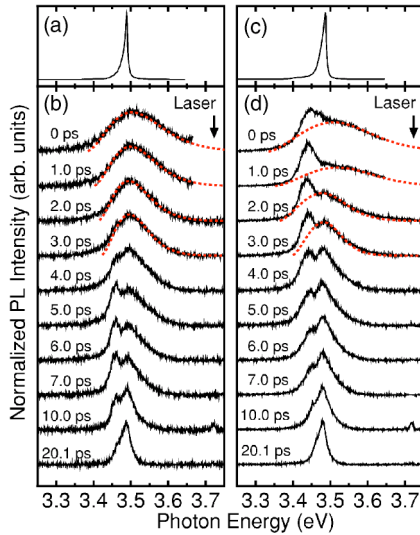 (a)
(c)
(b)
Laser
(d)
Laser
0 ps
0 ps
1.0 ps
1.0 ps
2.0 ps
2.0 ps
3.0 ps
3.0 ps
4.0 ps
4.0 ps
5.0 ps
5.0 ps
6.0 ps
6.0 ps
7.0 ps
7.0 ps
10.0 ps
10.0 ps
20.1 ps
20.1 ps
Normalized PL Intensity (arb. units)
3.3 3.4 3.5 3.6 3.7 3.3 3.4 3.5 3.6 3.7
Photon Energy (eV)